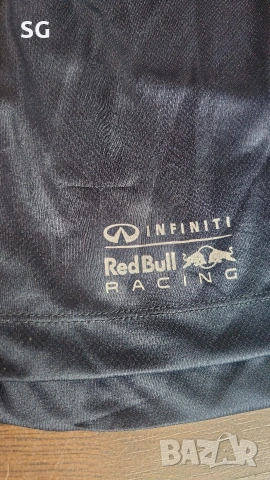 SG
INFINITI
Red Bull
RACING
BAZAR